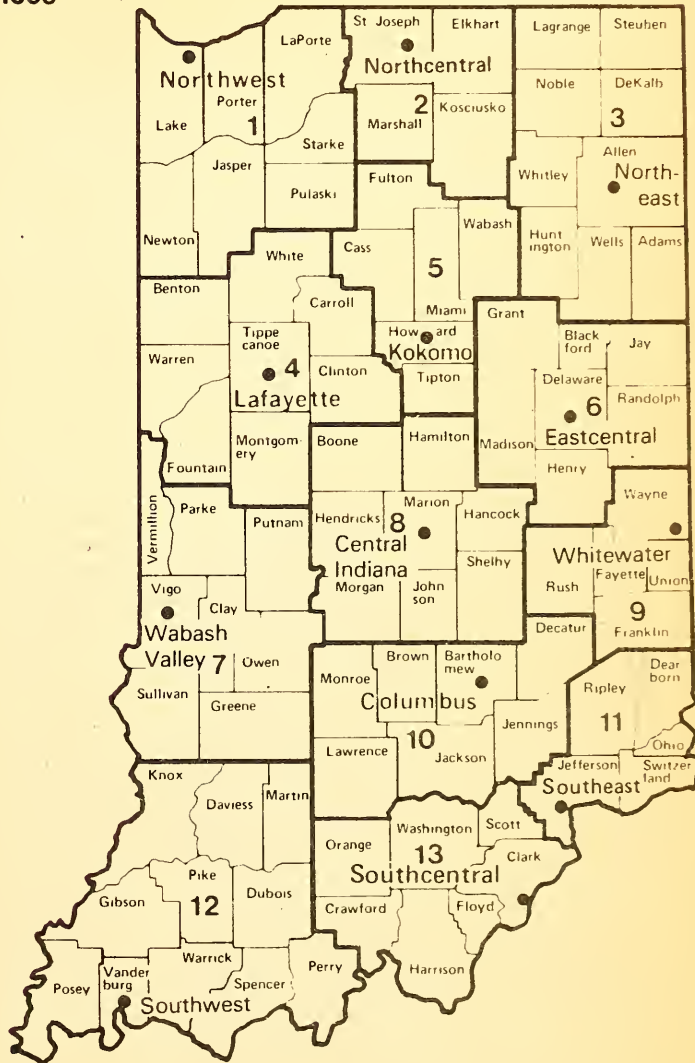 St Joseph
Elkhart
LaPorte
Lagrange
Steuben
Northwest
Northcentral
Porter
Noble
DeKalb
Lake
1
Marshall
2
Kosciusko
3
Starke
Jasper
Allen
Fulton
Whitley
North-
east
Pulaski
Wabash
Newton
Cass
Hunt
ington
Wells
Adams
White
5
Benton
Carroll
Miami
Grant
Tippe
canoe
How ard
Black
ford
Jay
Warren
4
Kokomo
Clinton
Delaware
Lafayette
Tipton
6
Randolph
Eastcentral
Montgom-
ery
Boone
Hamilton
Madison
Fountain
Henry
Vermillion
Parke
Putnam
Marion
Wayne
Hendricks
8
Hancock
Central
Indiana
Whitewater
Shelby
Fayette
Union
Vigo
Morgan
John
son
Rush
Clay
9
Wabash
Valley
7
Owen
Franklin
Decatur
Brown
Bartholo
mew
Monroe
Dear
born
Sullivan
Columbus
Ripley
Greene
11
Jennings
10
Lawrence
Jackson
Ohio
Knox
Jefferson
Switzer
land
Southeast
Daviess
Martin
Washington
Scott
Orange
13
Clark
Pike
Southcentral
Gibson
12
Dubois
Crawford
Floyd
Warrick
Harrison
Vander
burg
Perry
Posey
Spencer
Southwest